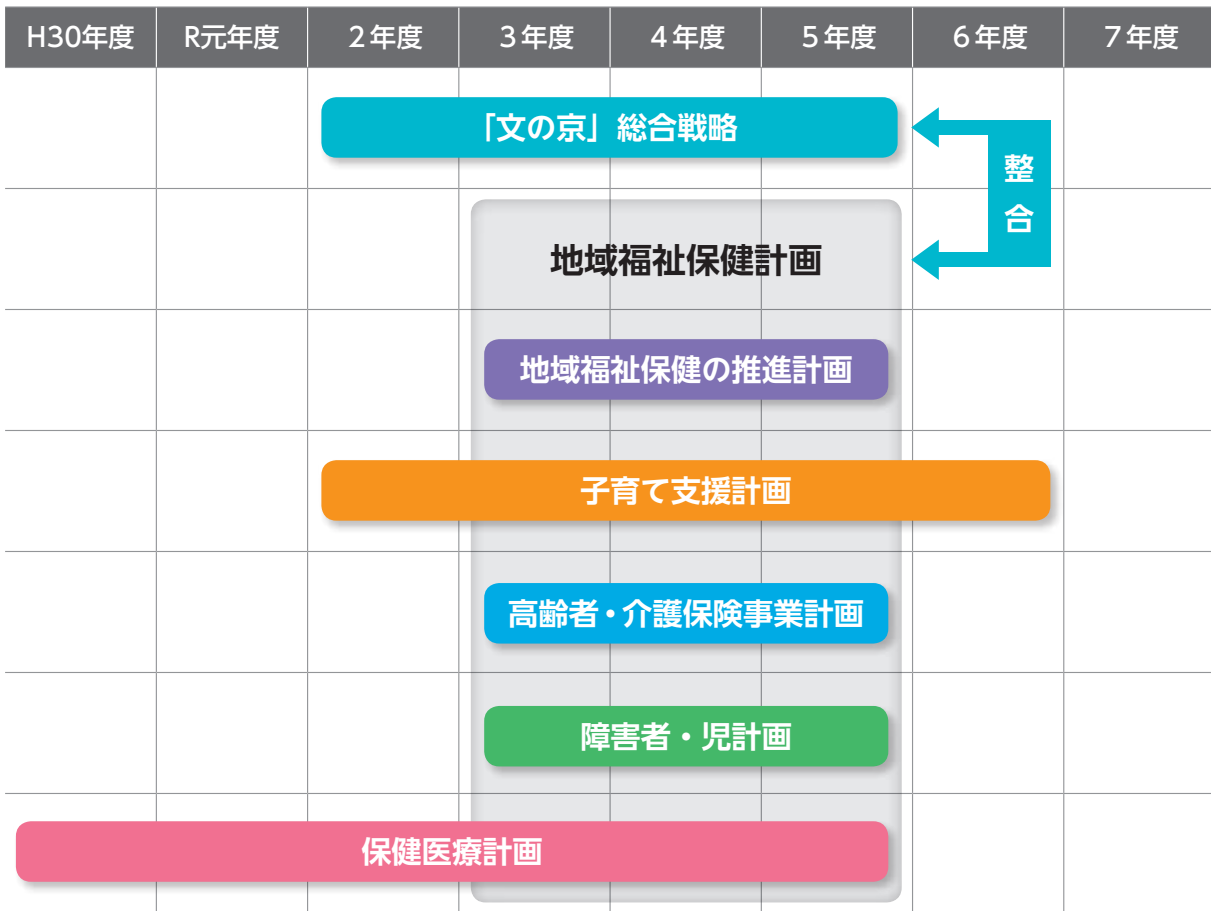 H30年度 R元年度 2年度 3年度 4年度 5年度 6年度 7年度
「文の京」総合戦略
整合
地域福祉保健計画
地域福祉保健の推進計画
子育て支援計画
高齢者・介護保険事業計画
障害者・児計画
保健医療計画